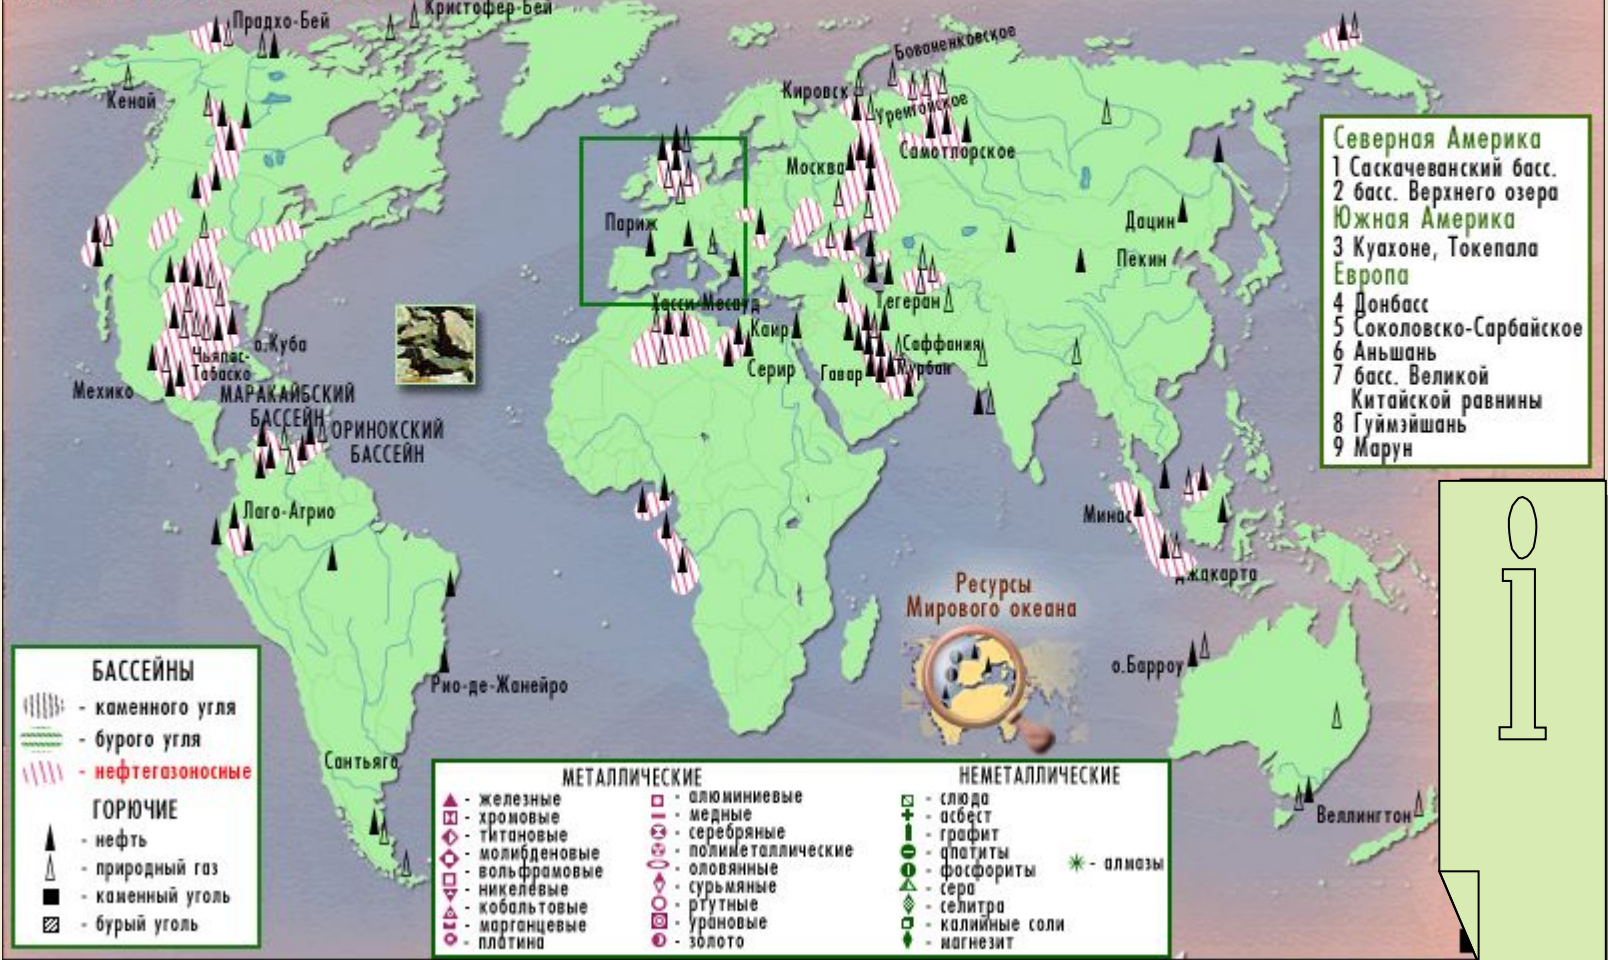 Прадхо-Бей
Кристофер-Бей
Кенай
Бованенковское
Кировск
Уренгойское
Самотлорское
Москва
Париж
Дацин
Пекин
Хасси-Месауд
Тегеран
Каир
Серир
Саффания
Гавар
Мурбан
о.Куба
Чьяпас-
Табаско
Мехико
МАРАКАЙБСКИЙ
БАССЕЙН
ОРИНОКСКИЙ
БАССЕЙН
Лаго-Агрио
Минас
Джакарта
Рио-де-Жанейро
Сантьяго
о.Барроу
Веллингтон
Ресурсы
Мирового океана
Северная Америка
1 Саскачеванский басс.
2 басс. Верхнего озера
Южная Америка
3 Куахоне, Токепала
Европа
4 Донбасс
5 Соколовско-Сарбайское
6 Аньшань
7 басс. Великой
Китайской равнины
8 Гуймэйшань
9 Марун
i
БАССЕЙНЫ
- каменного угля
- бурого угля
- нефтегазоносные
ГОРЮЧИЕ
- нефть
- природный газ
- каменный уголь
- бурый уголь
МЕТАЛЛИЧЕСКИЕ
- железные
- хромовые
- титановые
- молибденовые
- вольфрамовые
- никелевые
- кобальтовые
- марганцевые
- платина
- алюминиевые
- медные
- серебряные
- полиметаллические
- оловянные
- сурьмяные
- ртутные
- урановые
- золото
НЕМЕТАЛЛИЧЕСКИЕ
- слюда
- асбест
- графит
- апатиты
- фосфориты
- сера
- селитра
- калийные соли
- магнезит
- алмазы